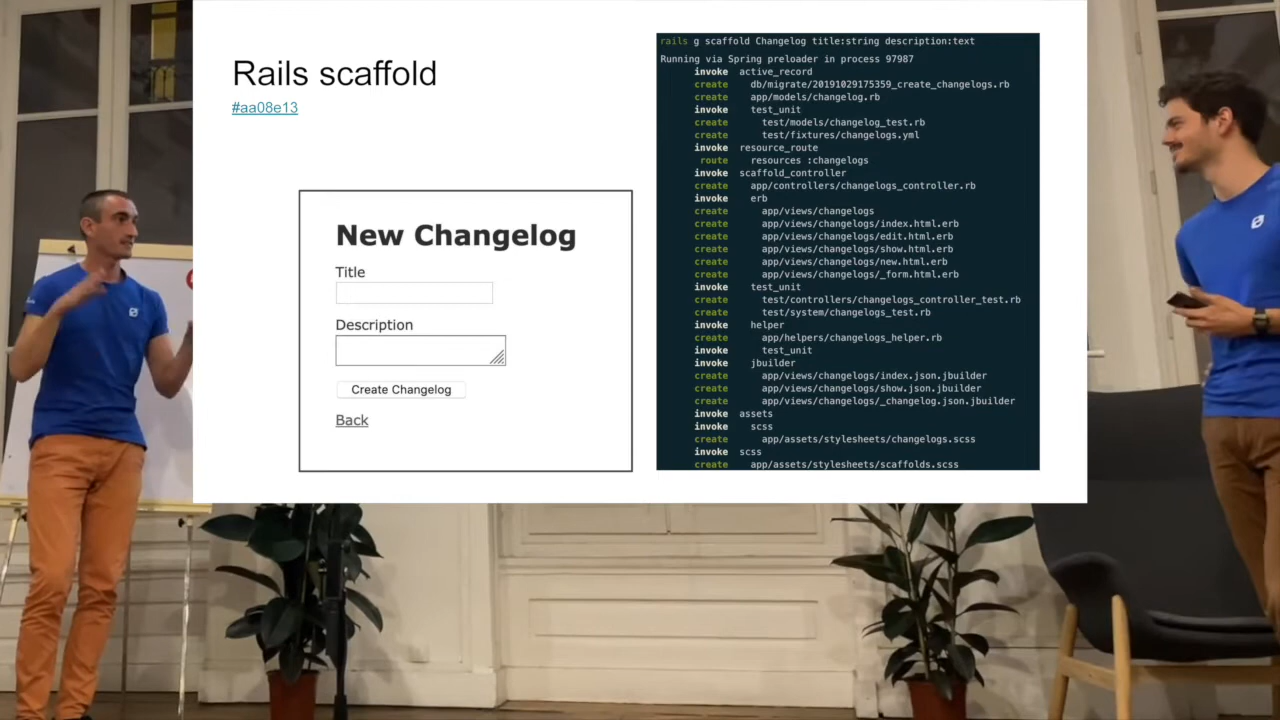 Rails scaffold
#aa08e13
New Changelog
Title
Description
Create Changelog
Back
rails g scaffold Changelog title:string description:text
Running via Spring preloader in process 97987
invoke active_record
create db/migrate/20191029175359_create_changelogs.rb
create app/models/changelog.rb
invoke test_unit
create test/models/changelog_test.rb
create test/fixtures/changelogs.yml
invoke resource_route
route resources :changelogs
invoke scaffold_controller
create app/controllers/changelogs_controller.rb
invoke erb
create app/views/changelogs
create app/views/changelogs/index.html.erb
create app/views/changelogs/edit.html.erb
create app/views/changelogs/show.html.erb
create app/views/changelogs/new.html.erb
create app/views/changelogs/_form.html.erb
invoke test_unit
create test/controllers/changelogs_controller_test.rb
create test/system/changelogs_test.rb
invoke helper
create app/helpers/changelogs_helper.rb
invoke test_unit
invoke jbuilder
create app/views/changelogs/index.json.jbuilder
create app/views/changelogs/show.json.jbuilder
create app/views/changelogs/_changelog.json.jbuilder
invoke assets
invoke scss
create app/assets/stylesheets/changelogs.scss
invoke scss
create app/assets/stylesheets/scaffolds.scss